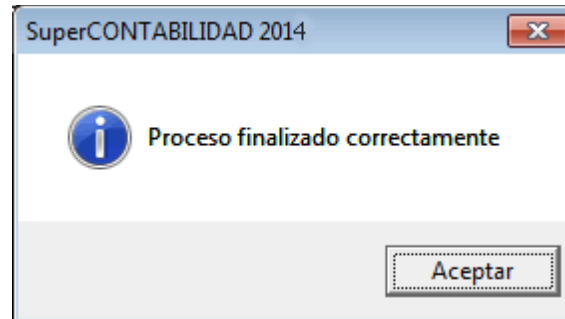 SuperCONTABILIDAD 2014
Proceso finalizado correctamente
Aceptar